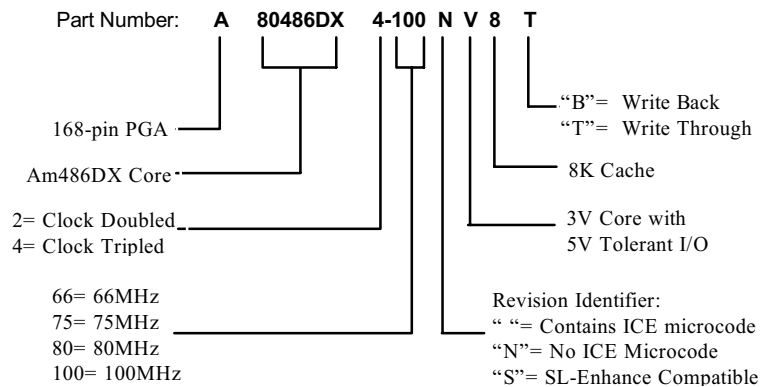 Part Number: A 80486DX 4-100 N V 8 T
“B”= Write Back
“T”= Write Through
168-pin PGA
Am486DX Core
8K Cache
2= Clock Doubled
4= Clock Tripled
3V Core with
5V Tolerant I/O
66= 66MHz
75= 75MHz
80= 80MHz
100= 100MHz
Revision Identifier:
“ “= Contains ICE microcode
“N”= No ICE Microcode
“S”= SL-Enhance Compatible